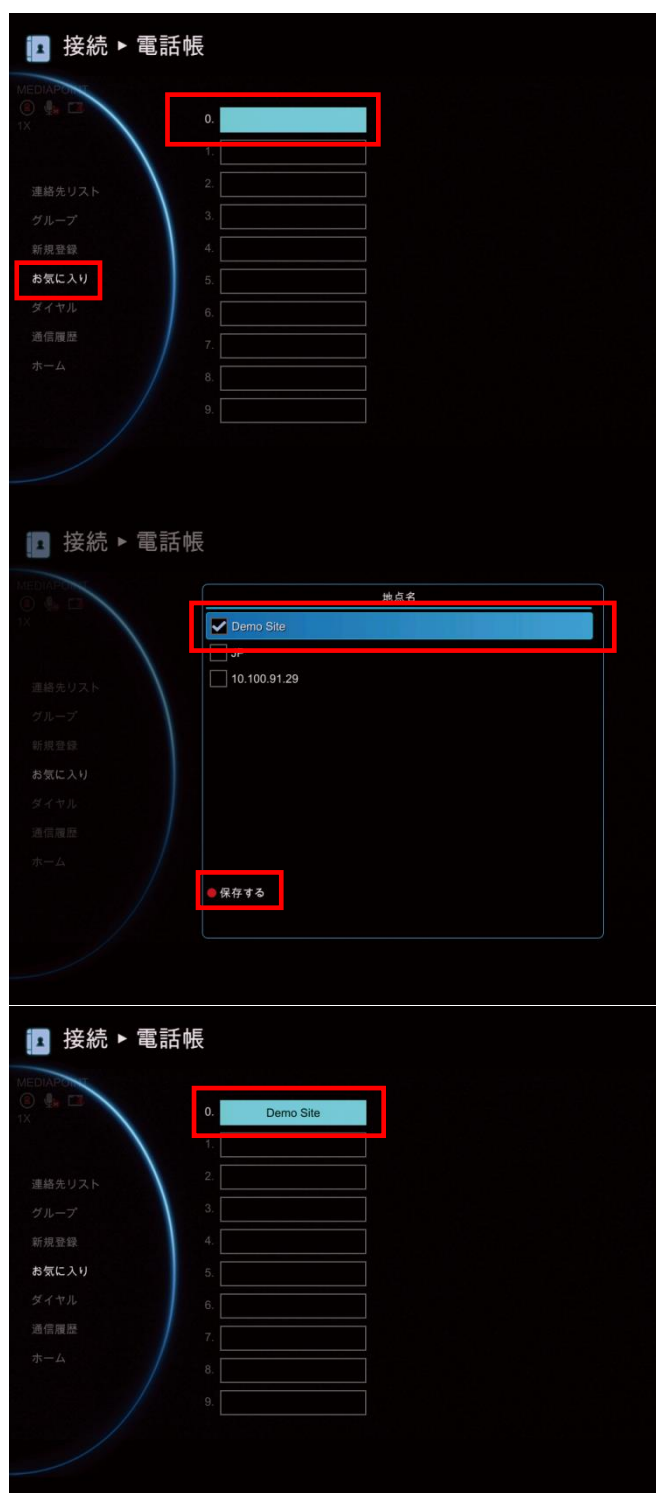 接続 ▶ 電話帳
MEDIAPOINT
1X
0.
1.
2.
3.
4.
5.
6.
7.
8.
9.
連絡先リスト
グループ
新規登録
お気に入り
ダイヤル
通信履歴
ホーム
接続 ▶ 電話帳
1X
地点名
Demo Site
JP
10.100.91.29
連絡先リスト
グループ
新規登録
お気に入り
ダイヤル
通信履歴
ホーム
保存する
接続 ▶ 電話帳
1X
0. Demo Site
1.
2.
3.
4.
5.
6.
7.
8.
9.
連絡先リスト
グループ
新規登録
お気に入り
ダイヤル
通信履歴
ホーム